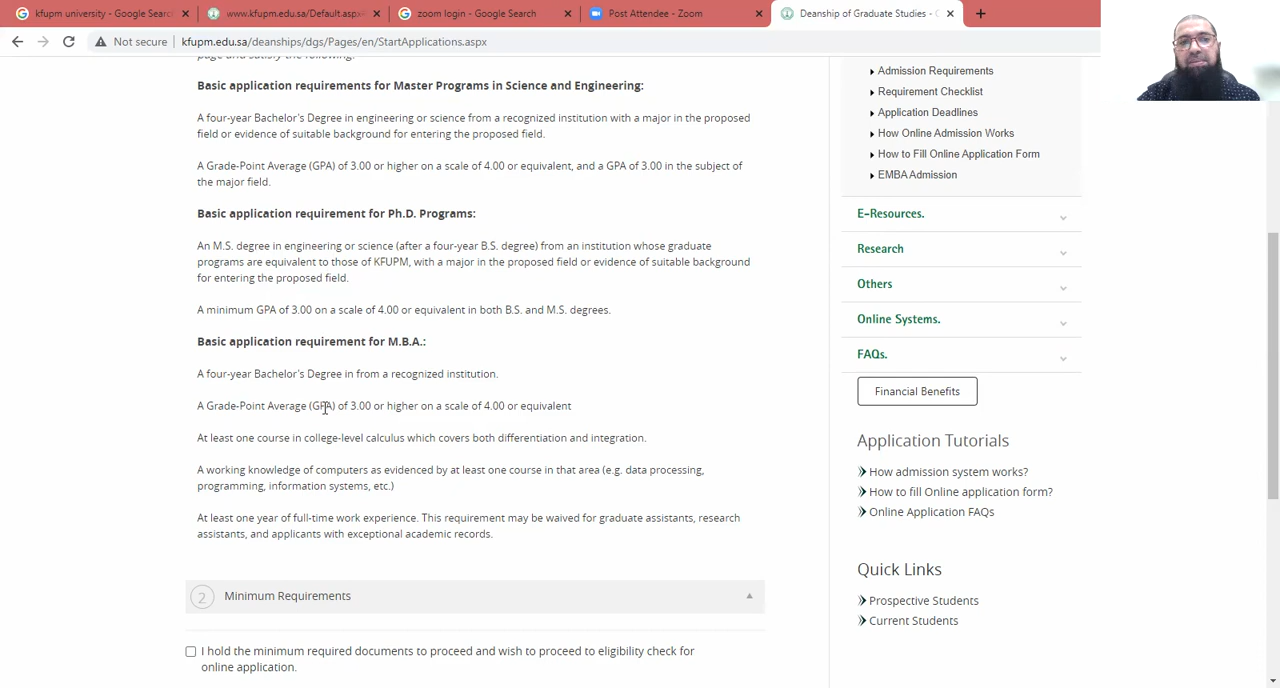 kfupm university - Google Searc
www.kfupm.edu.sa/Default.aspx
zoom login - Google Search
Post Attendee - Zoom
Deanship of Graduate Studies -
Not secure
kfupm.edu.sa/deanships/dgs/Pages/en/StartApplications.aspx
page and satisfy the following:
Basic application requirements for Master Programs in Science and Engineering:
A four-year Bachelor's Degree in engineering or science from a recognized institution with a major in the proposed
field or evidence of suitable background for entering the proposed field.
A Grade-Point Average (GPA) of 3.00 or higher on a scale of 4.00 or equivalent, and a GPA of 3.00 in the subject of
the major field.
Basic application requirement for Ph.D. Programs:
An M.S. degree in engineering or science (after a four-year B.S. degree) from an institution whose graduate
programs are equivalent to those of KFUPM, with a major in the proposed field or evidence of suitable background
for entering the proposed field.
A minimum GPA of 3.00 on a scale of 4.00 or equivalent in both B.S. and M.S. degrees.
Basic application requirement for M.B.A.:
A four-year Bachelor's Degree in from a recognized institution.
A Grade-Point Average (GPA) of 3.00 or higher on a scale of 4.00 or equivalent
At least one course in college-level calculus which covers both differentiation and integration.
A working knowledge of computers as evidenced by at least one course in that area (e.g. data processing,
programming, information systems, etc.)
At least one year of full-time work experience. This requirement may be waived for graduate assistants, research
assistants, and applicants with exceptional academic records.
2 Minimum Requirements
I hold the minimum required documents to proceed and wish to proceed to eligibility check for
online application.
Admission Requirements
Requirement Checklist
Application Deadlines
How Online Admission Works
How to Fill Online Application Form
EMBA Admission
E-Resources.
Research
Others
Online Systems.
FAQs.
Financial Benefits
Application Tutorials
How admission system works?
How to fill Online application form?
Online Application FAQs
Quick Links
Prospective Students
Current Students